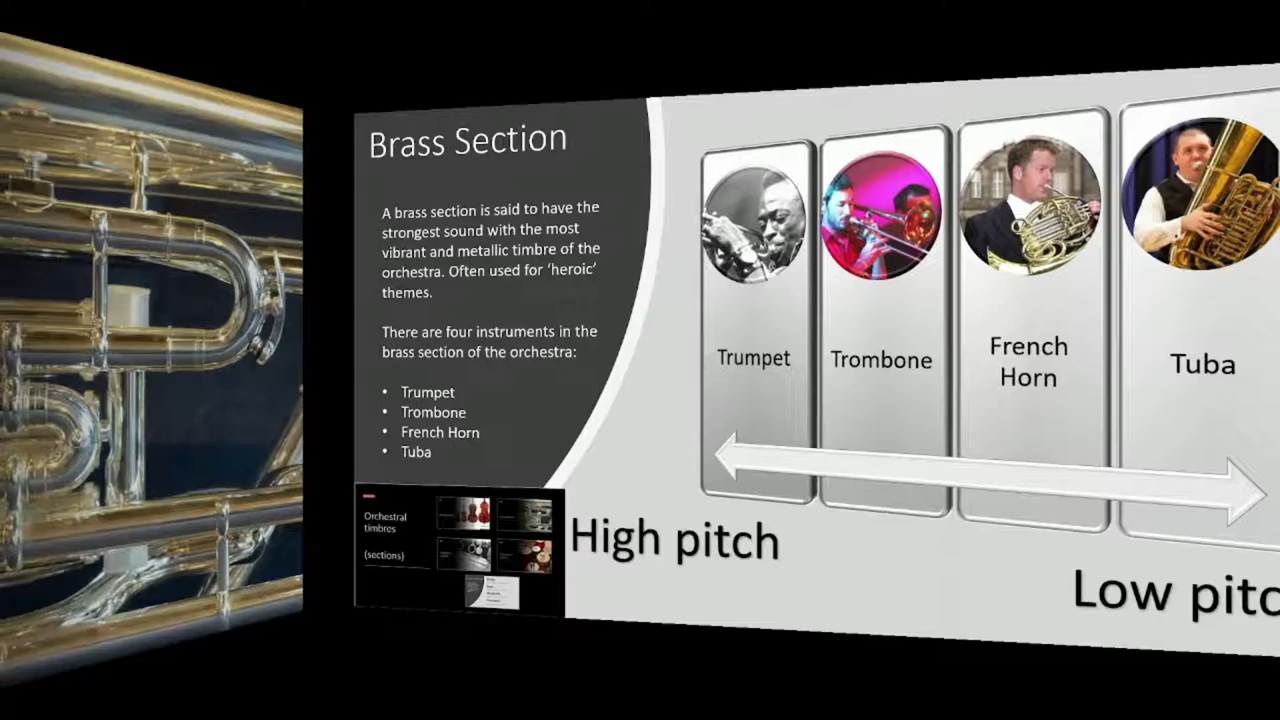 Brass Section
A brass section is said to have the
strongest sound with the most
vibrant and metallic timbre of the
orchestra. Often used for ‘heroic’
themes.
There are four instruments in the
brass section of the orchestra:
• Trumpet
• Trombone
• French Horn
• Tuba
Orchestral
timbres
(sections)
Trumpet
Trombone
French
Horn
Tuba
High pitch
Low pitc